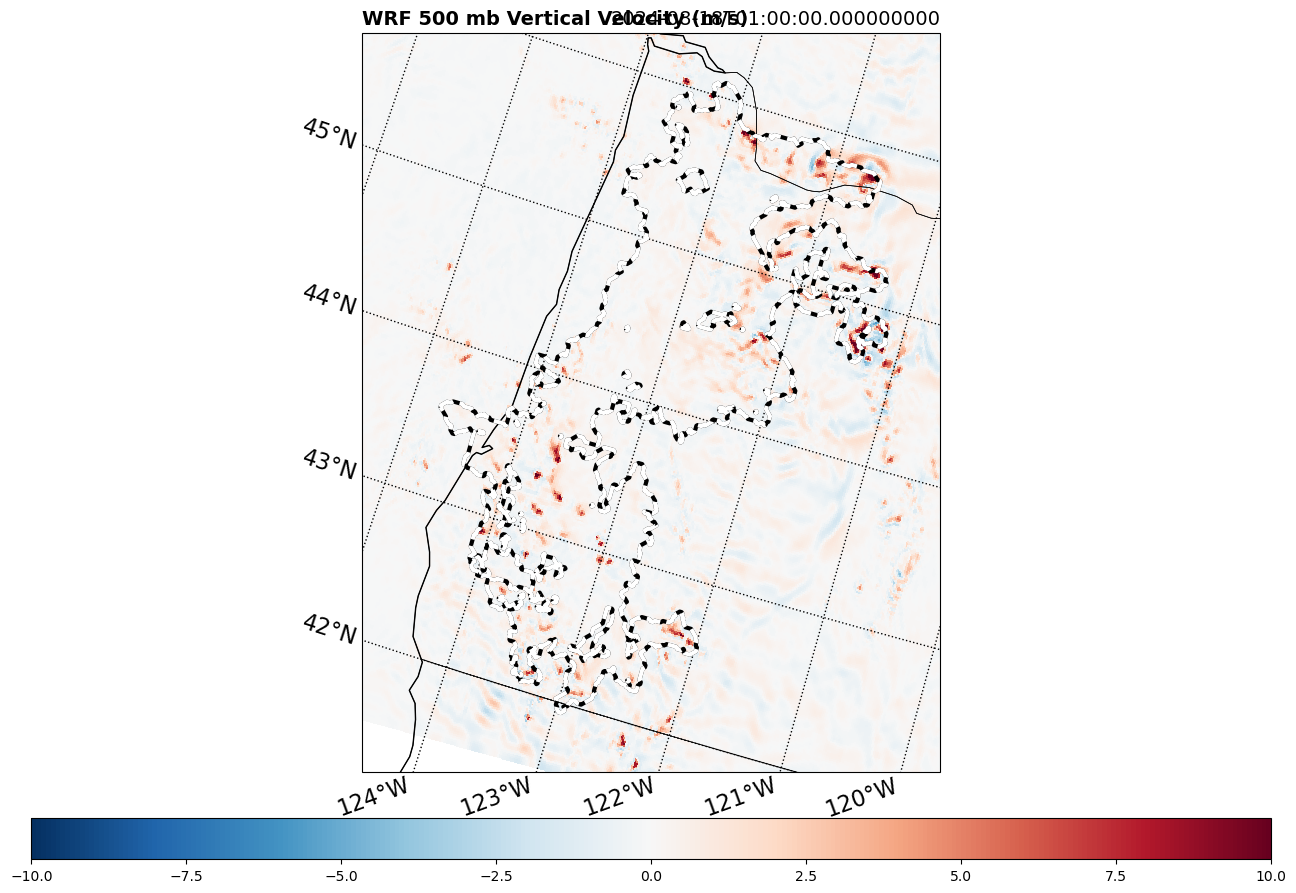 WRF 500 mb Vertical Velocity (m/s)
2024-08-18T01:00:00.000000000
45°N
44°N
43°N
42°N
124°W 123°W 122°W 121°W 120°W
−10.0 −7.5 −5.0 −2.5 0.0 2.5 5.0 7.5 10.0